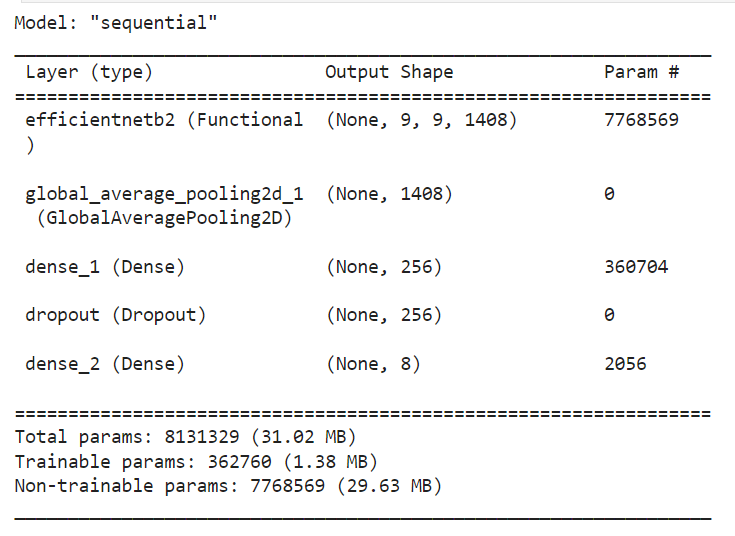 Model: "sequential"
_________________________________________________________________
Layer (type) Output Shape Param #
=================================================================
efficientnetb2 (Functional (None, 9, 9, 1408) 7768569
)
global_average_pooling2d_1 (None, 1408) 0
(GlobalAveragePooling2D)
dense_1 (Dense) (None, 256) 360704
dropout (Dropout) (None, 256) 0
dense_2 (Dense) (None, 8) 2056
=================================================================
Total params: 8131329 (31.02 MB)
Trainable params: 362760 (1.38 MB)
Non-trainable params: 7768569 (29.63 MB)
_________________________________________________________________